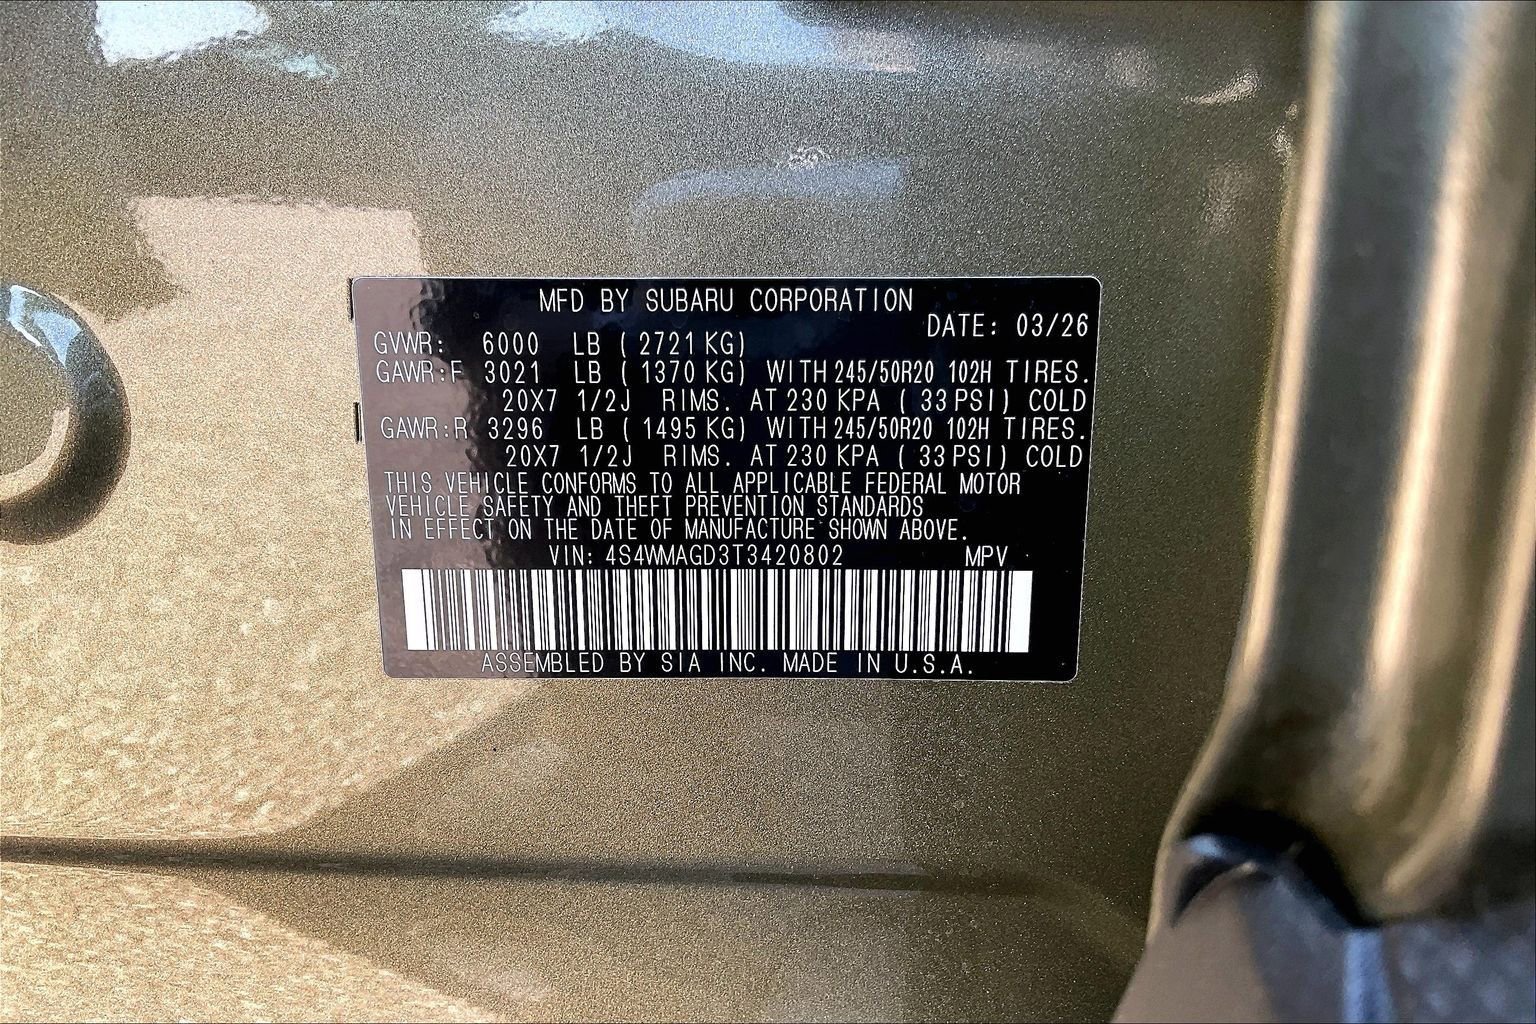 MFD BY SUBARU CORPORATION
DATE: 03/26
GVWR: 6000 LB ( 2721 KG)
GAWR:F 3021 LB ( 1370 KG) WITH 245/50R20 102H TIRES.
20X7 1/2J RIMS. AT 230 KPA ( 33 PSI) COLD
GAWR:R 3296 LB ( 1495 KG) WITH 245/50R20 102H TIRES.
20X7 1/2J RIMS. AT 230 KPA ( 33 PSI) COLD
THIS VEHICLE CONFORMS TO ALL APPLICABLE FEDERAL MOTOR
VEHICLE SAFETY AND THEFT PREVENTION STANDARDS
IN EFFECT ON THE DATE OF MANUFACTURE SHOWN ABOVE.
VIN: 4S4WMAGD3T3420802 MPV
ASSEMBLED BY SIA INC. MADE IN U.S.A.